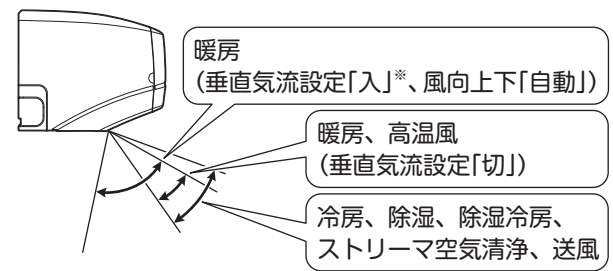 暖房
（垂直気流設定「入」※、風向上下「自動」）
暖房、高温風
（垂直気流設定「切」）
冷房、除湿、除湿冷房、
ストリーマ空気清浄、送風